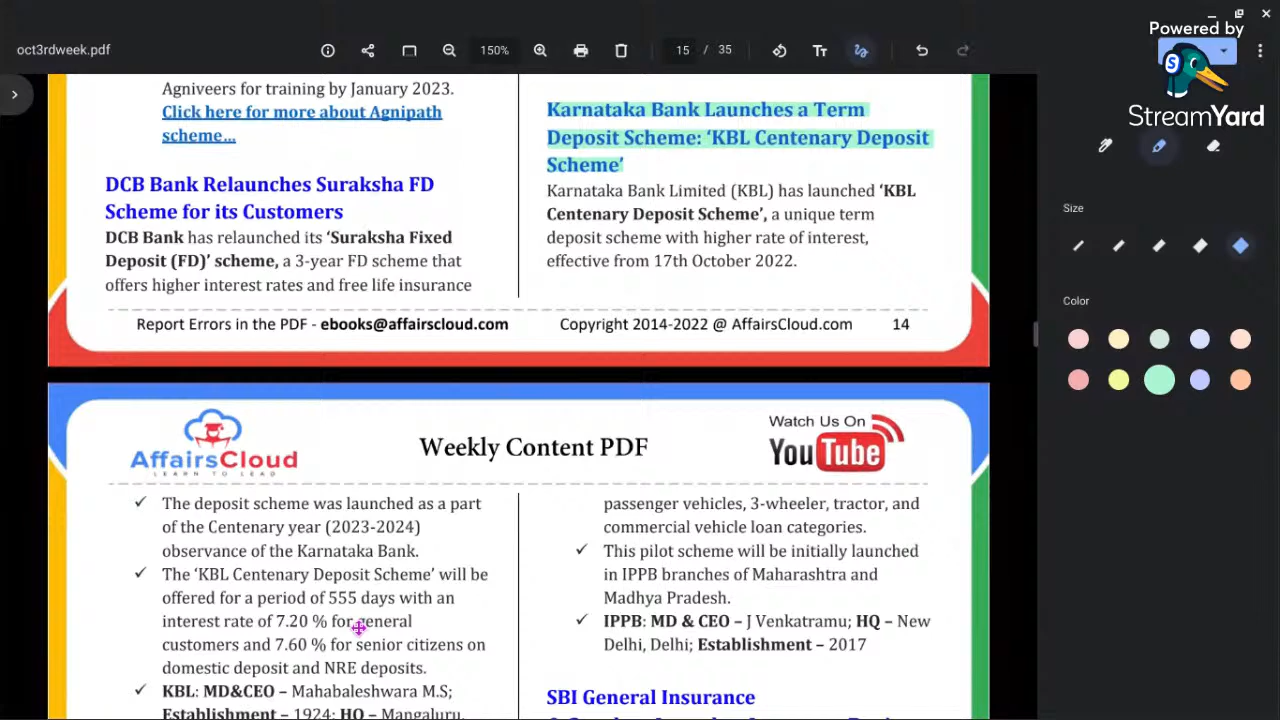 oct3rdweek.pdf
150%
15 / 35
Powered by
StreamYard
Agniveers for training by January 2023.
Click here for more about Agnipath
scheme...
DCB Bank Relaunches Suraksha FD
Scheme for its Customers
DCB Bank has relaunched its ‘Suraksha Fixed
Deposit (FD)’ scheme, a 3-year FD scheme that
offers higher interest rates and free life insurance
Karnataka Bank Launches a Term
Deposit Scheme: ‘KBL Centenary Deposit
Scheme’
Karnataka Bank Limited (KBL) has launched ‘KBL
Centenary Deposit Scheme’, a unique term
deposit scheme with higher rate of interest,
effective from 17th October 2022.
Report Errors in the PDF - ebooks@affairscloud.com
Copyright 2014-2022 @ AffairsCloud.com 14
AffairsCloud
LEARN TO LEAD
Weekly Content PDF
Watch Us On
YouTube
✓ The deposit scheme was launched as a part
of the Centenary year (2023-2024)
observance of the Karnataka Bank.
✓ The ‘KBL Centenary Deposit Scheme’ will be
offered for a period of 555 days with an
interest rate of 7.20 % for general
customers and 7.60 % for senior citizens on
domestic deposit and NRE deposits.
✓ KBL: MD&CEO – Mahabaleshwara M.S;
Establishment – 1924; HQ – Mangaluru,
passenger vehicles, 3-wheeler, tractor, and
commercial vehicle loan categories.
✓ This pilot scheme will be initially launched
in IPPB branches of Maharashtra and
Madhya Pradesh.
✓ IPPB: MD & CEO – J Venkatramu; HQ – New
Delhi, Delhi; Establishment – 2017
SBI General Insurance
Size
Color